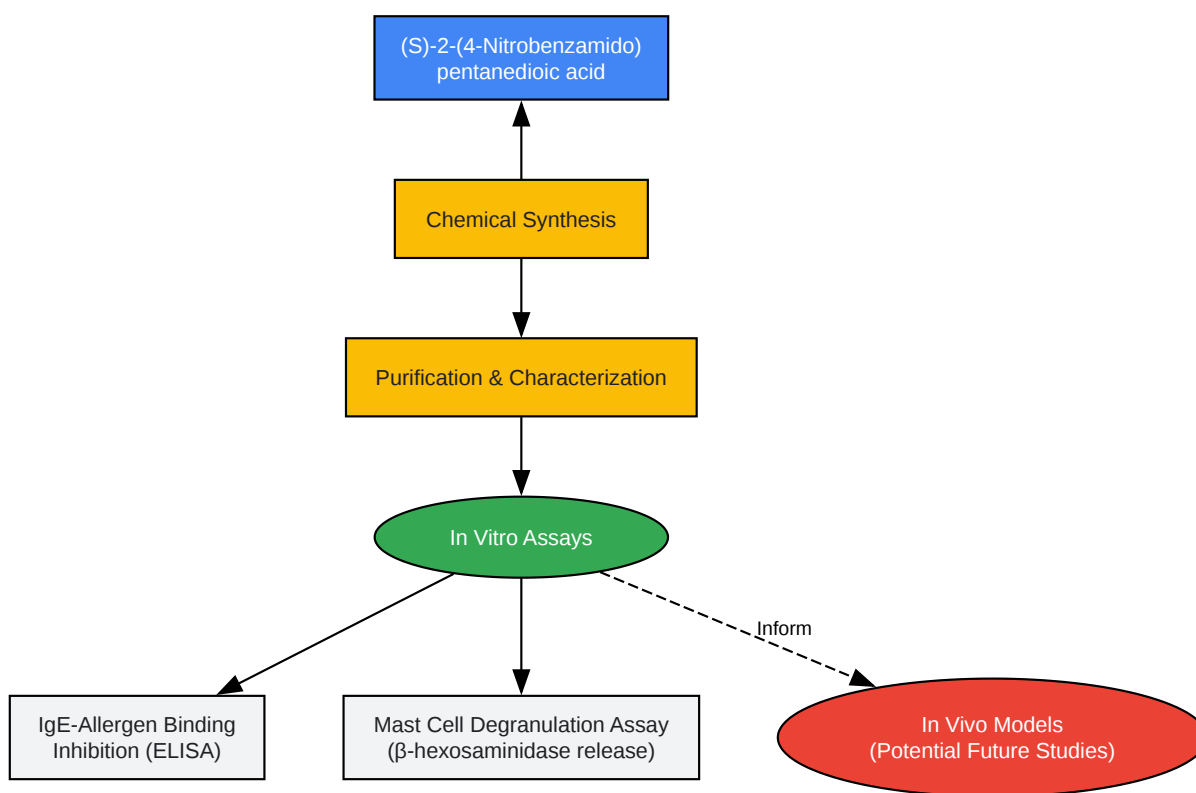 (S)-2-(4-Nitrobenzamido)
pentanedioic acid
Chemical Synthesis
Purification & Characterization
In Vitro Assays
Inform
IgE-Allergen Binding
Inhibition (ELISA)
Mast Cell Degranulation Assay
(β-hexosaminidase release)
In Vivo Models
(Potential Future Studies)